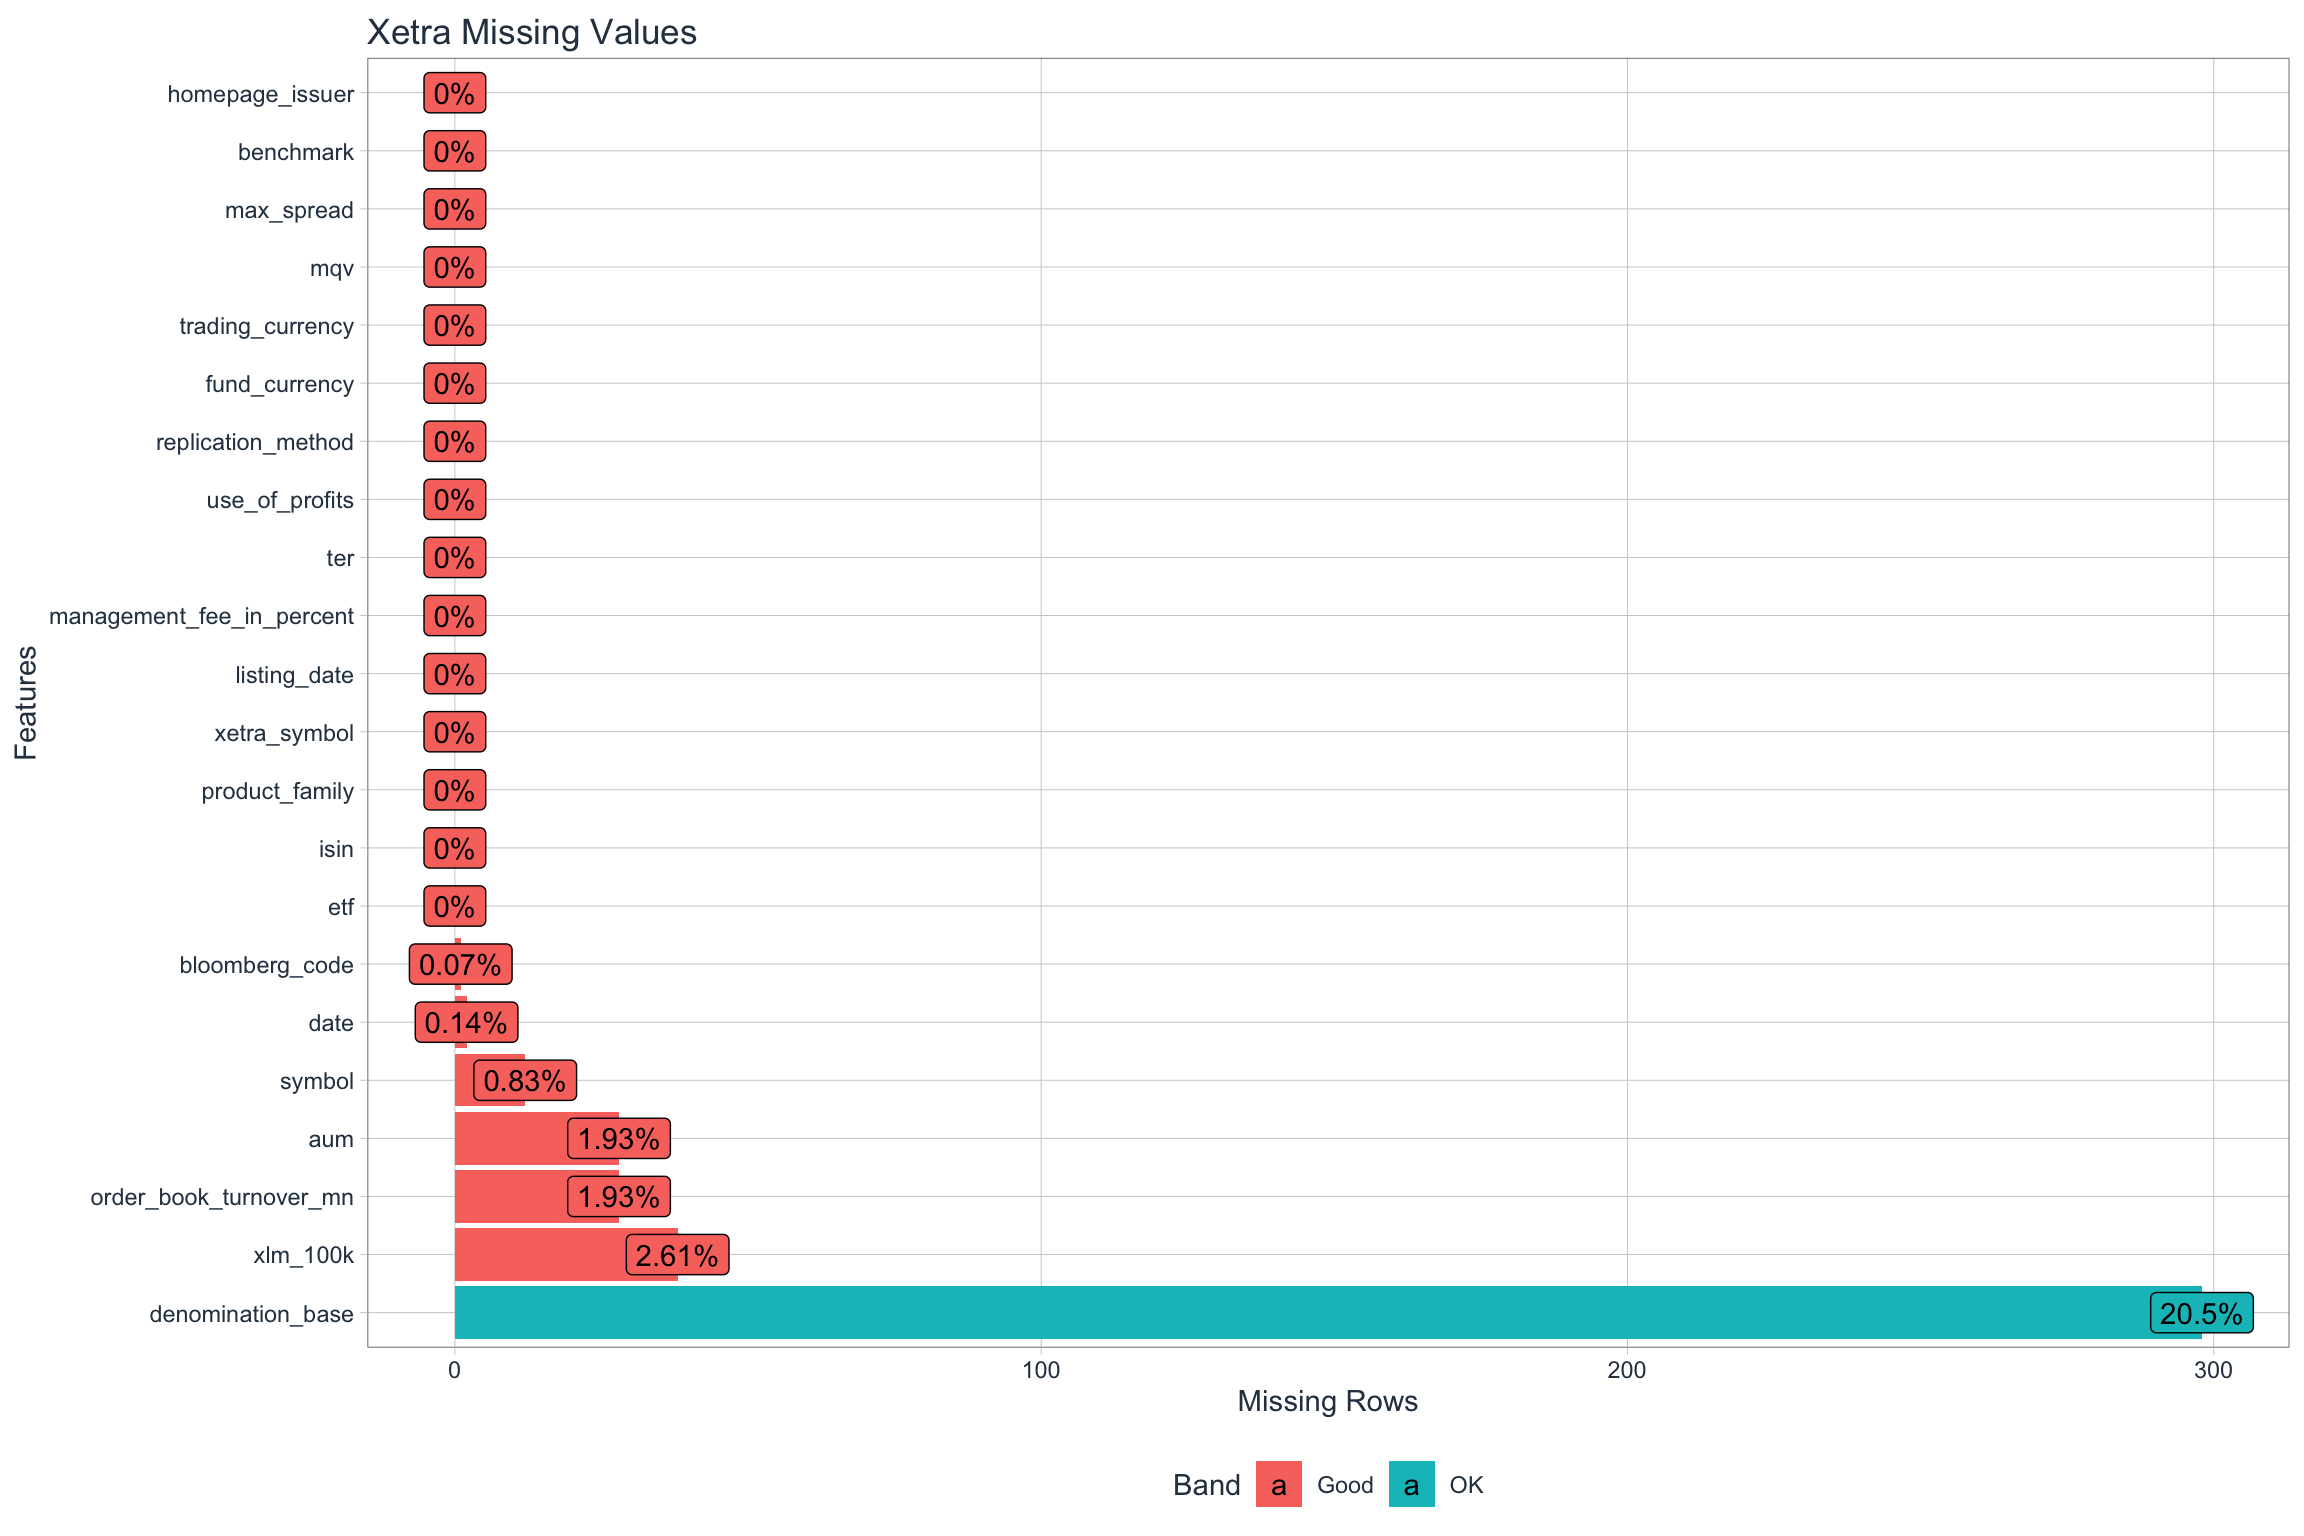 Xetra Missing Values
homepage_issuer 0%
benchmark 0%
max_spread 0%
mqv 0%
trading_currency 0%
fund_currency 0%
replication_method 0%
use_of_profits 0%
ter 0%
management_fee_in_percent 0%
listing_date 0%
xetra_symbol 0%
product_family 0%
isin 0%
etf 0%
bloomberg_code 0.07%
date 0.14%
symbol 0.83%
aum 1.93%
order_book_turnover_mn 1.93%
xlm_100k 2.61%
denomination_base 20.5%
Features
0 100 200 300
Missing Rows
Band a Good a OK